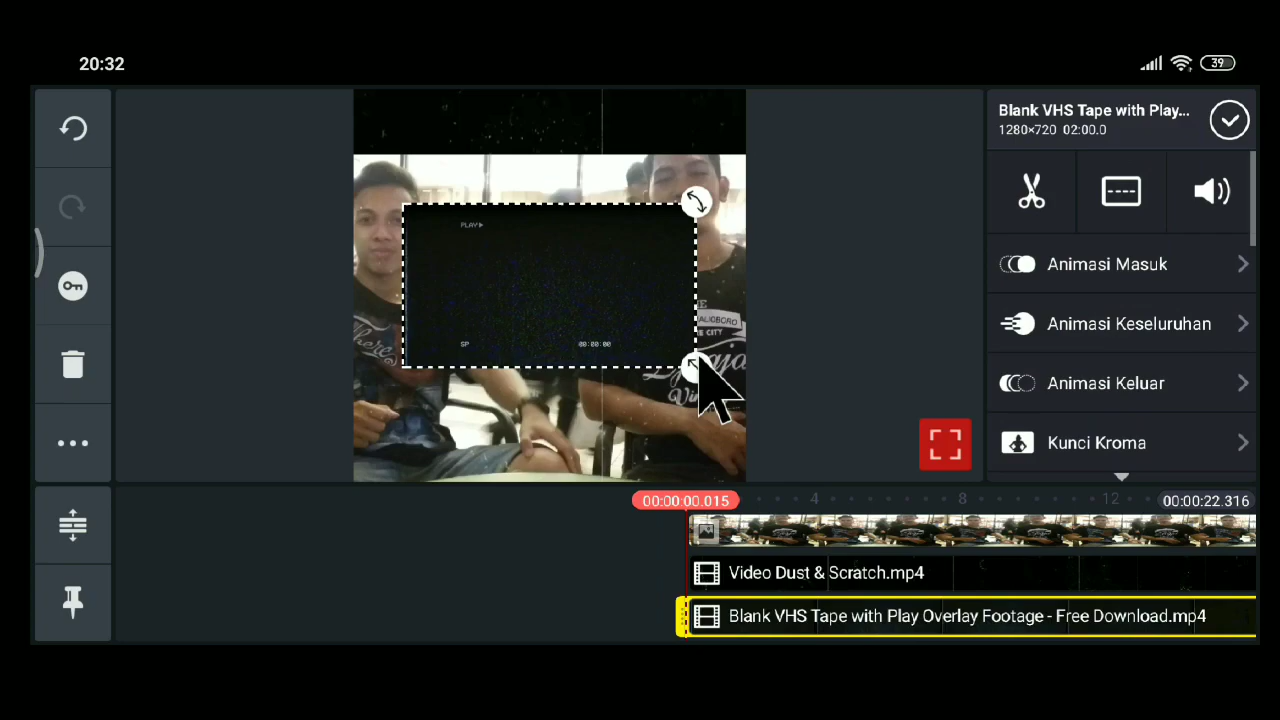 20:32
39
Blank VHS Tape with Play...
1280×720 02:00.0
PLAY
SP
00:00:00
Animasi Masuk
Animasi Keseluruhan
Animasi Keluar
Kunci Kroma
00:00:00.015
4
8
12
00:00:22.316
Video Dust & Scratch.mp4
Blank VHS Tape with Play Overlay Footage - Free Download.mp4